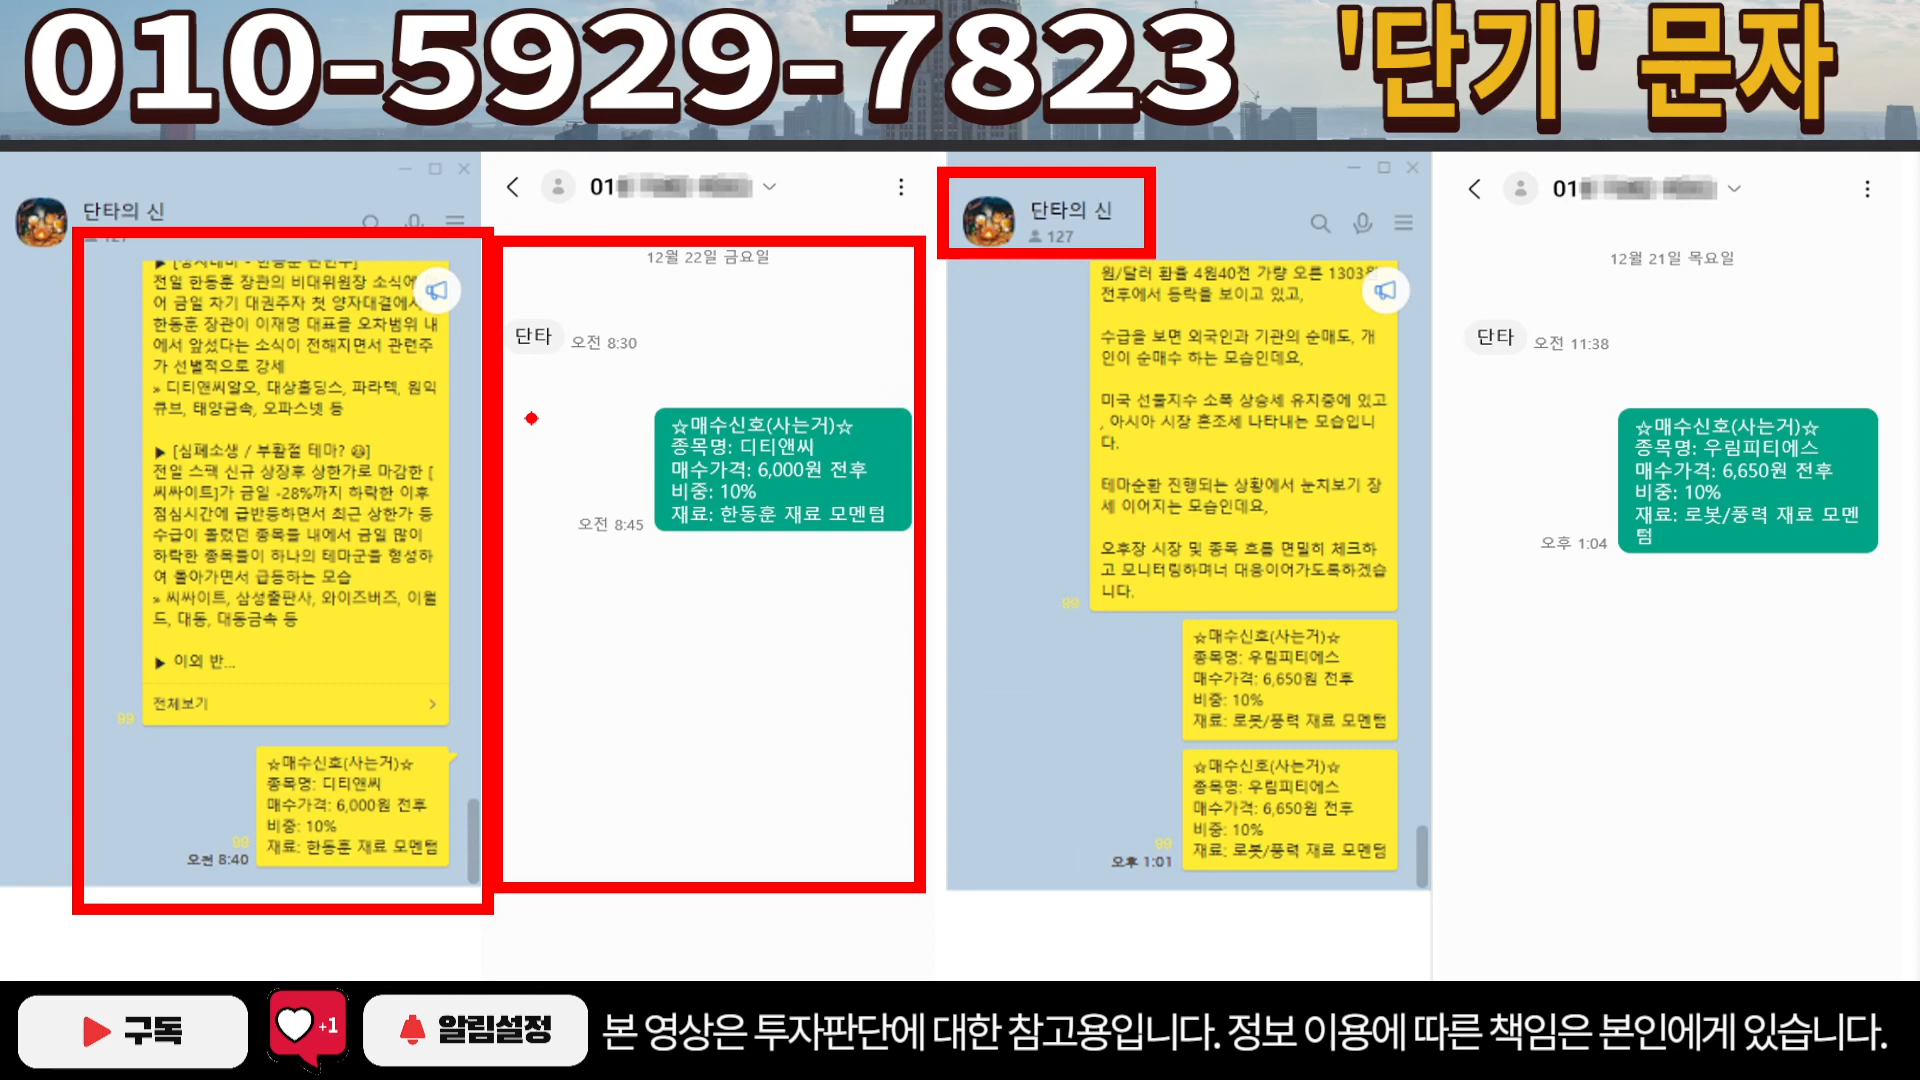 010-5929-7823 '단기' 문자
단타의 신
127
▶ [정치테마 - 한동훈 관련주]
전일 한동훈 장관의 비대위원장 소식에
어 금일 차기 대권주자 첫 양자대결에서
한동훈 장관이 이재명 대표를 오차범위 내
에서 앞섰다는 소식이 전해지면서 관련주
가 선별적으로 강세
» 디티앤씨알오, 대상홀딩스, 파라텍, 원익
큐브, 태양금속, 오파스넷 등
▶ [심폐소생 / 부활절 테마? ]
전일 스팩 신규 상장후 상한가로 마감한 [
씨싸이트]가 금일 -28%까지 하락한 이후
점심시간에 급반등하면서 최근 상한가 등
수급이 몰렸던 종목들 내에서 금일 많이
하락한 종목들이 하나의 테마군을 형성하
여 돌아가면서 급등하는 모습
» 씨싸이트, 삼성출판사, 와이즈버즈, 이월
드, 대동, 대동금속 등
▶ 이외 반...
전체보기
99
☆매수신호(사는거)☆
종목명: 디티앤씨
매수가격: 6,000원 전후
비중: 10%
재료: 한동훈 재료 모멘텀
99
오전 8:40
01
12월 22일 금요일
단타
오전 8:30
☆매수신호(사는거)☆
종목명: 디티앤씨
매수가격: 6,000원 전후
비중: 10%
재료: 한동훈 재료 모멘텀
오전 8:45
단타의 신
127
원/달러 환율 4원40전 가량 오른 1303원
전후에서 등락을 보이고 있고,
수급을 보면 외국인과 기관의 순매도, 개
인이 순매수 하는 모습인데요,
미국 선물지수 소폭 상승세 유지중에 있고
, 아시아 시장 혼조세 나타내는 모습입니
다.
테마순환 진행되는 상황에서 눈치보기 장
세 이어지는 모습인데요,
오후장 시장 및 종목 흐름 면밀히 체크하
고 모니터링하며너 대응이어가도록하겠습
니다.
99
☆매수신호(사는거)☆
종목명: 우림피티에스
매수가격: 6,650원 전후
비중: 10%
재료: 로봇/풍력 재료 모멘텀
☆매수신호(사는거)☆
종목명: 우림피티에스
매수가격: 6,650원 전후
비중: 10%
재료: 로봇/풍력 재료 모멘텀
99
오후 1:01
01
12월 21일 목요일
단타
오전 11:38
☆매수신호(사는거)☆
종목명: 우림피티에스
매수가격: 6,650원 전후
비중: 10%
재료: 로봇/풍력 재료 모멘
텀
오후 1:04
구독
+1
알림설정
본 영상은 투자판단에 대한 참고용입니다. 정보 이용에 따른 책임은 본인에게 있습니다.